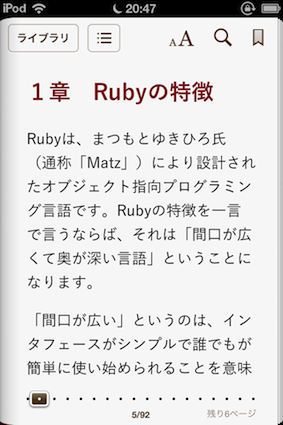 iPod 20:47
ライブラリ AA
1章 Rubyの特徴
Rubyは、まつもとゆきひろ氏
（通称「Matz」）により設計され
たオブジェクト指向プログラミン
グ言語です。Rubyの特徴を一言
で言うならば、それは「間口が広
くて奥が深い言語」ということに
なります。
「間口が広い」というのは、イン
タフェースがシンプルで誰でもが
簡単に使い始められることを意味
5/92 残り6ページ